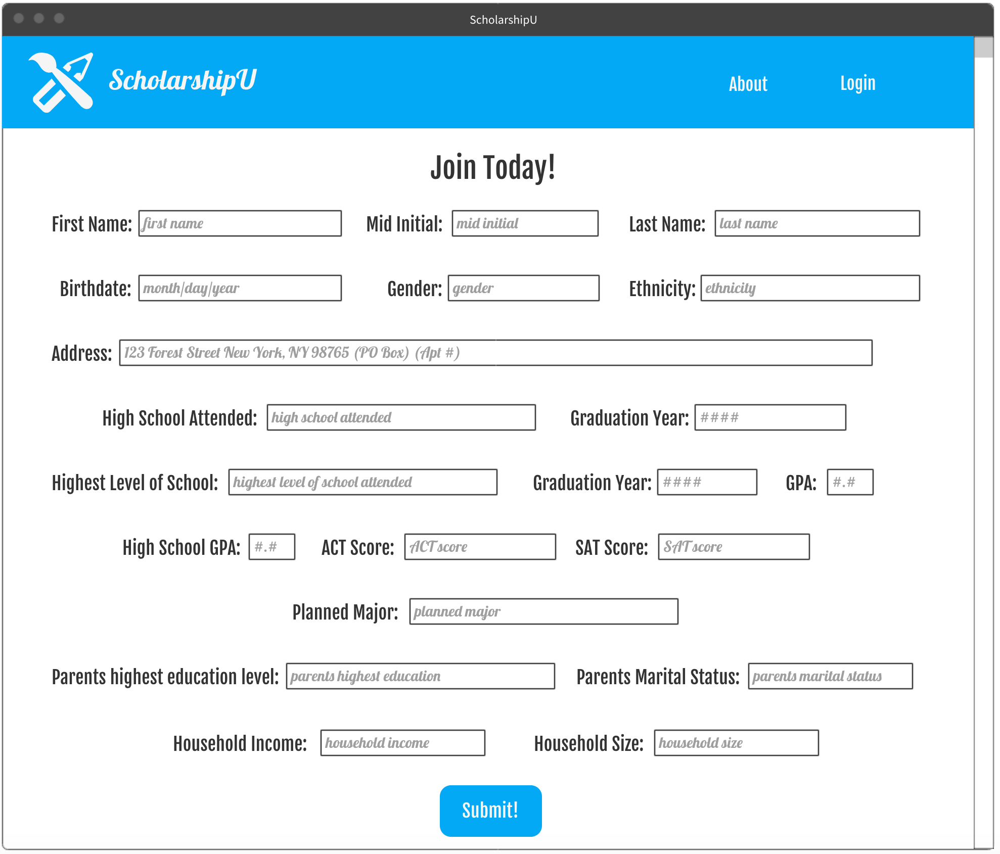 ScholarshipU
ScholarshipU About Login
Join Today!
First Name: first name Mid Initial: mid initial Last Name: last name
Birthdate: month/day/year Gender: gender Ethnicity: ethnicity
Address: 123 Forest Street New York, NY 98765 (PO Box) (Apt #)
High School Attended: high school attended Graduation Year: ####
Highest Level of School: highest level of school attended Graduation Year: #### GPA: #.#
High School GPA: #.# ACT Score: ACT score SAT Score: SAT score
Planned Major: planned major
Parents highest education level: parents highest education Parents Marital Status: parents marital status
Household Income: household income Household Size: household size
Submit!